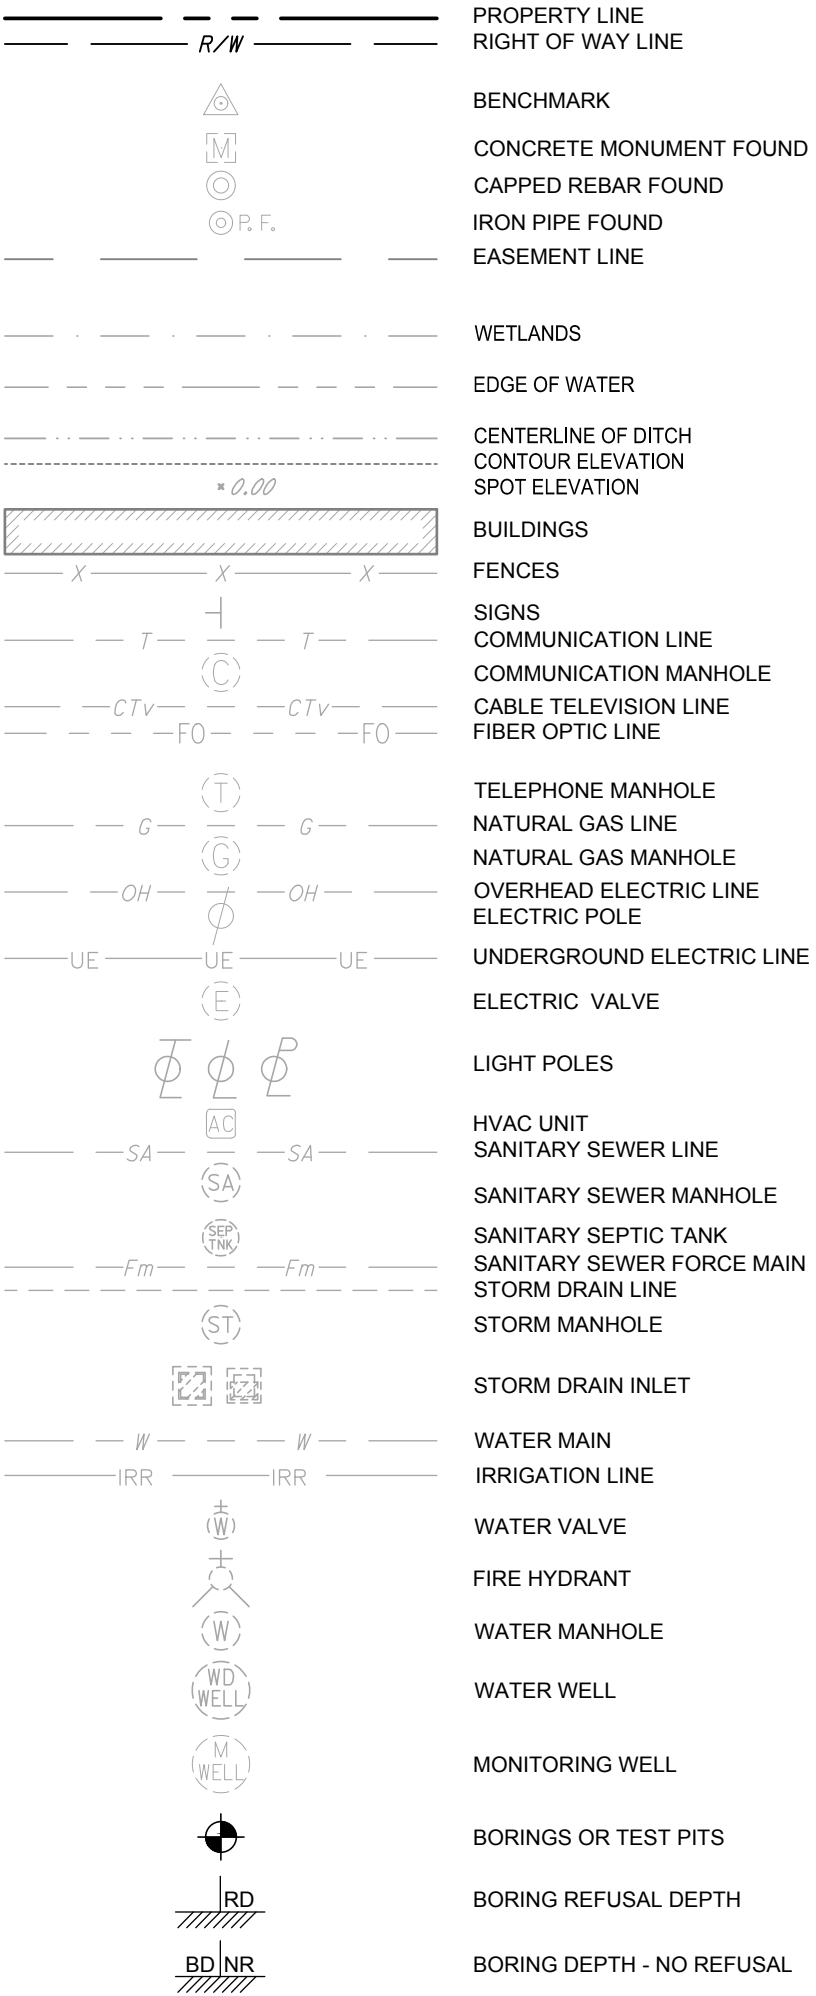 PROPERTY LINE
R/W RIGHT OF WAY LINE
BENCHMARK
M CONCRETE MONUMENT FOUND
CAPPED REBAR FOUND
P. F. IRON PIPE FOUND
EASEMENT LINE
WETLANDS
EDGE OF WATER
CENTERLINE OF DITCH
CONTOUR ELEVATION
0.00 SPOT ELEVATION
BUILDINGS
X X X FENCES
SIGNS
T T COMMUNICATION LINE
C COMMUNICATION MANHOLE
CTv CTv CABLE TELEVISION LINE
FO FO FIBER OPTIC LINE
T TELEPHONE MANHOLE
G G NATURAL GAS LINE
G NATURAL GAS MANHOLE
OH OH OVERHEAD ELECTRIC LINE
ELECTRIC POLE
UE UE UE UNDERGROUND ELECTRIC LINE
E ELECTRIC VALVE
LIGHT POLES
AC HVAC UNIT
SA SA SANITARY SEWER LINE
SA SANITARY SEWER MANHOLE
SEP
TNK SANITARY SEPTIC TANK
Fm Fm SANITARY SEWER FORCE MAIN
STORM DRAIN LINE
ST STORM MANHOLE
STORM DRAIN INLET
W W WATER MAIN
IRR IRR IRRIGATION LINE
W WATER VALVE
FIRE HYDRANT
W WATER MANHOLE
WD
WELL WATER WELL
M
WELL MONITORING WELL
BORINGS OR TEST PITS
RD BORING REFUSAL DEPTH
BD NR BORING DEPTH - NO REFUSAL